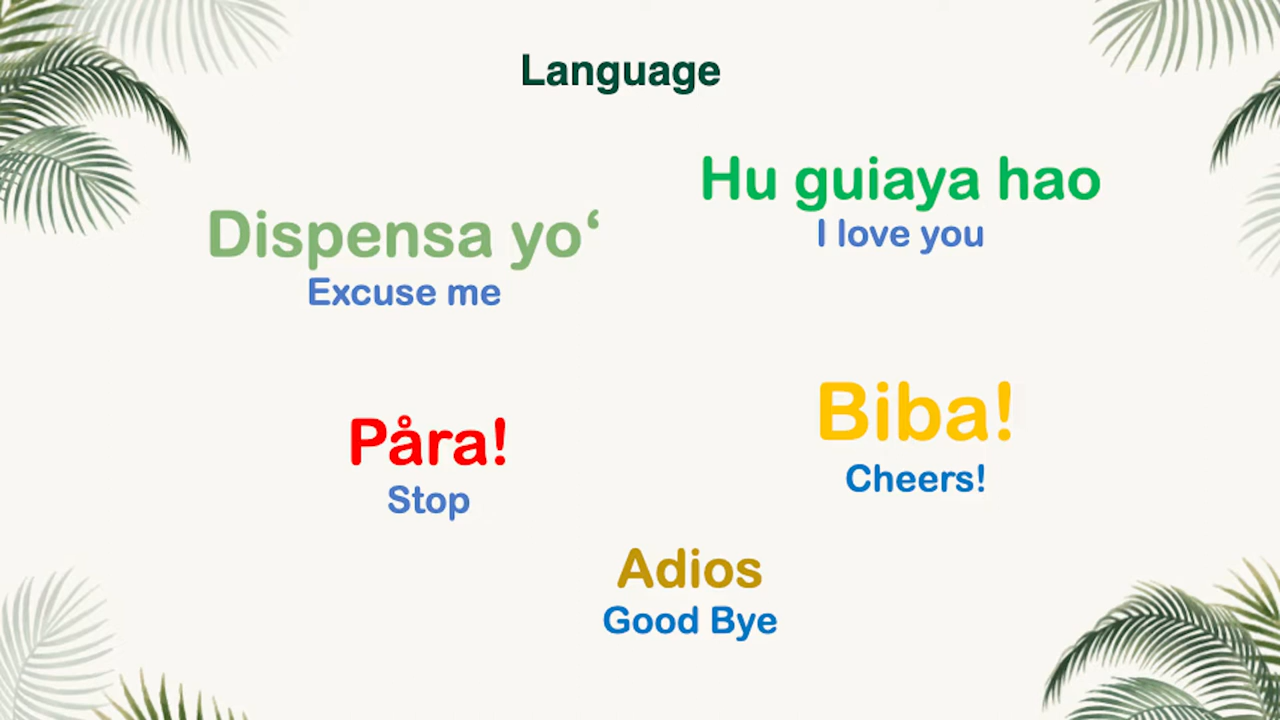 Language
Hu guiaya hao
I love you
Dispensa yo‘
Excuse me
Påra!
Stop
Biba!
Cheers!
Adios
Good Bye